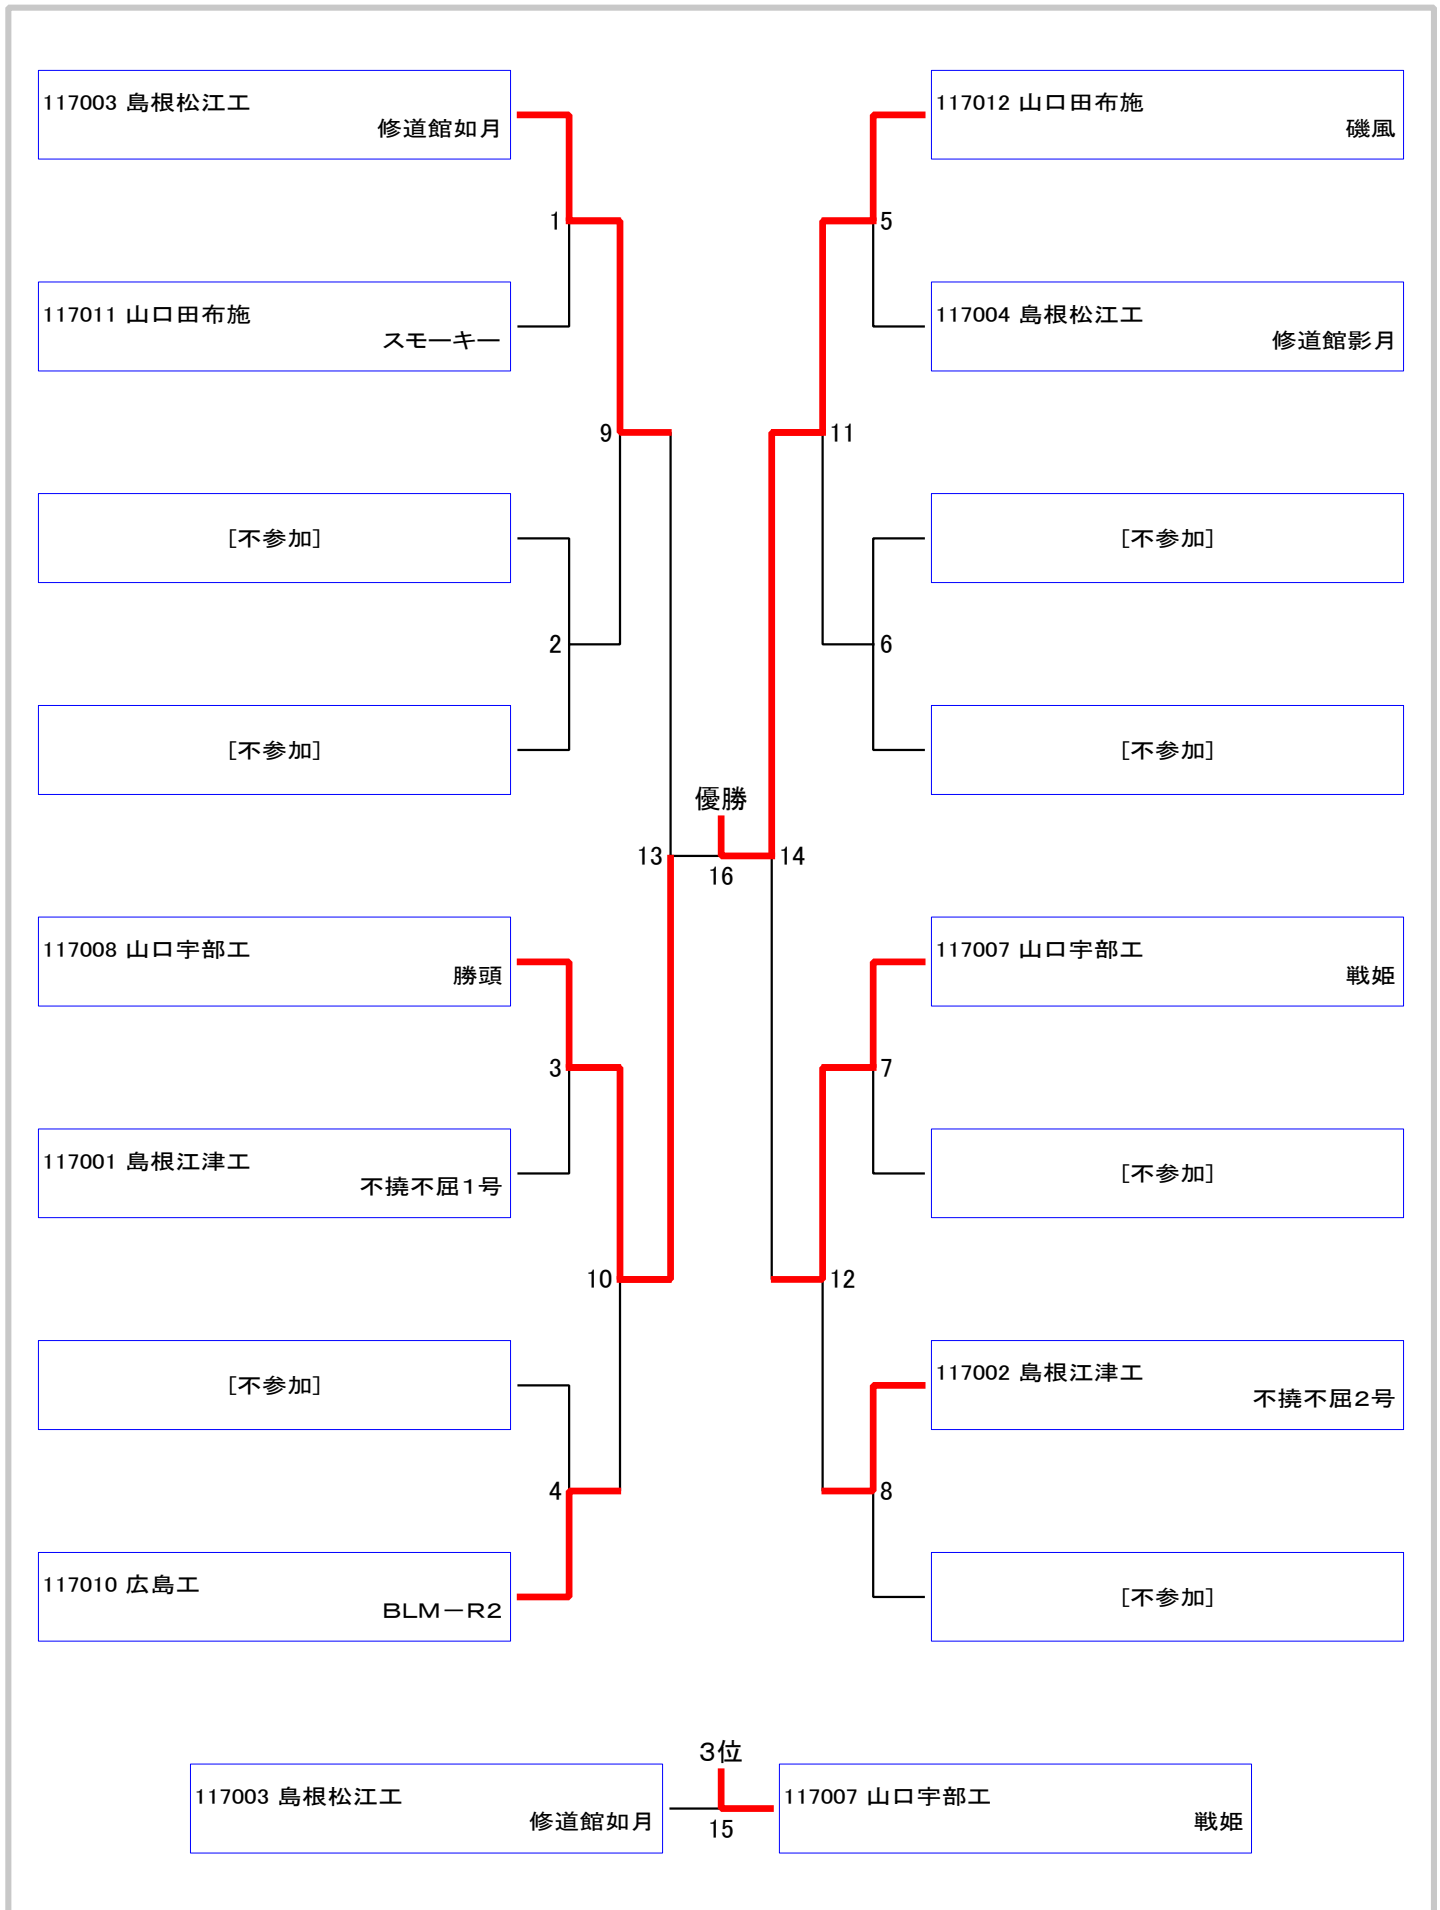 117003 島根松江工
修道館如月
117011 山口田布施
スモーキー
[不参加]
[不参加]
117008 山口宇部工
勝頭
117001 島根江津工
不撓不屈1号
[不参加]
117010 広島工
BLM－R2
1
2
3
4
9
10
13
優勝
16
14
11
12
5
6
7
8
117012 山口田布施
磯風
117004 島根松江工
修道館影月
[不参加]
[不参加]
117007 山口宇部工
戦姫
[不参加]
117002 島根江津工
不撓不屈2号
[不参加]
3位
117003 島根松江工
修道館如月
15
117007 山口宇部工
戦姫